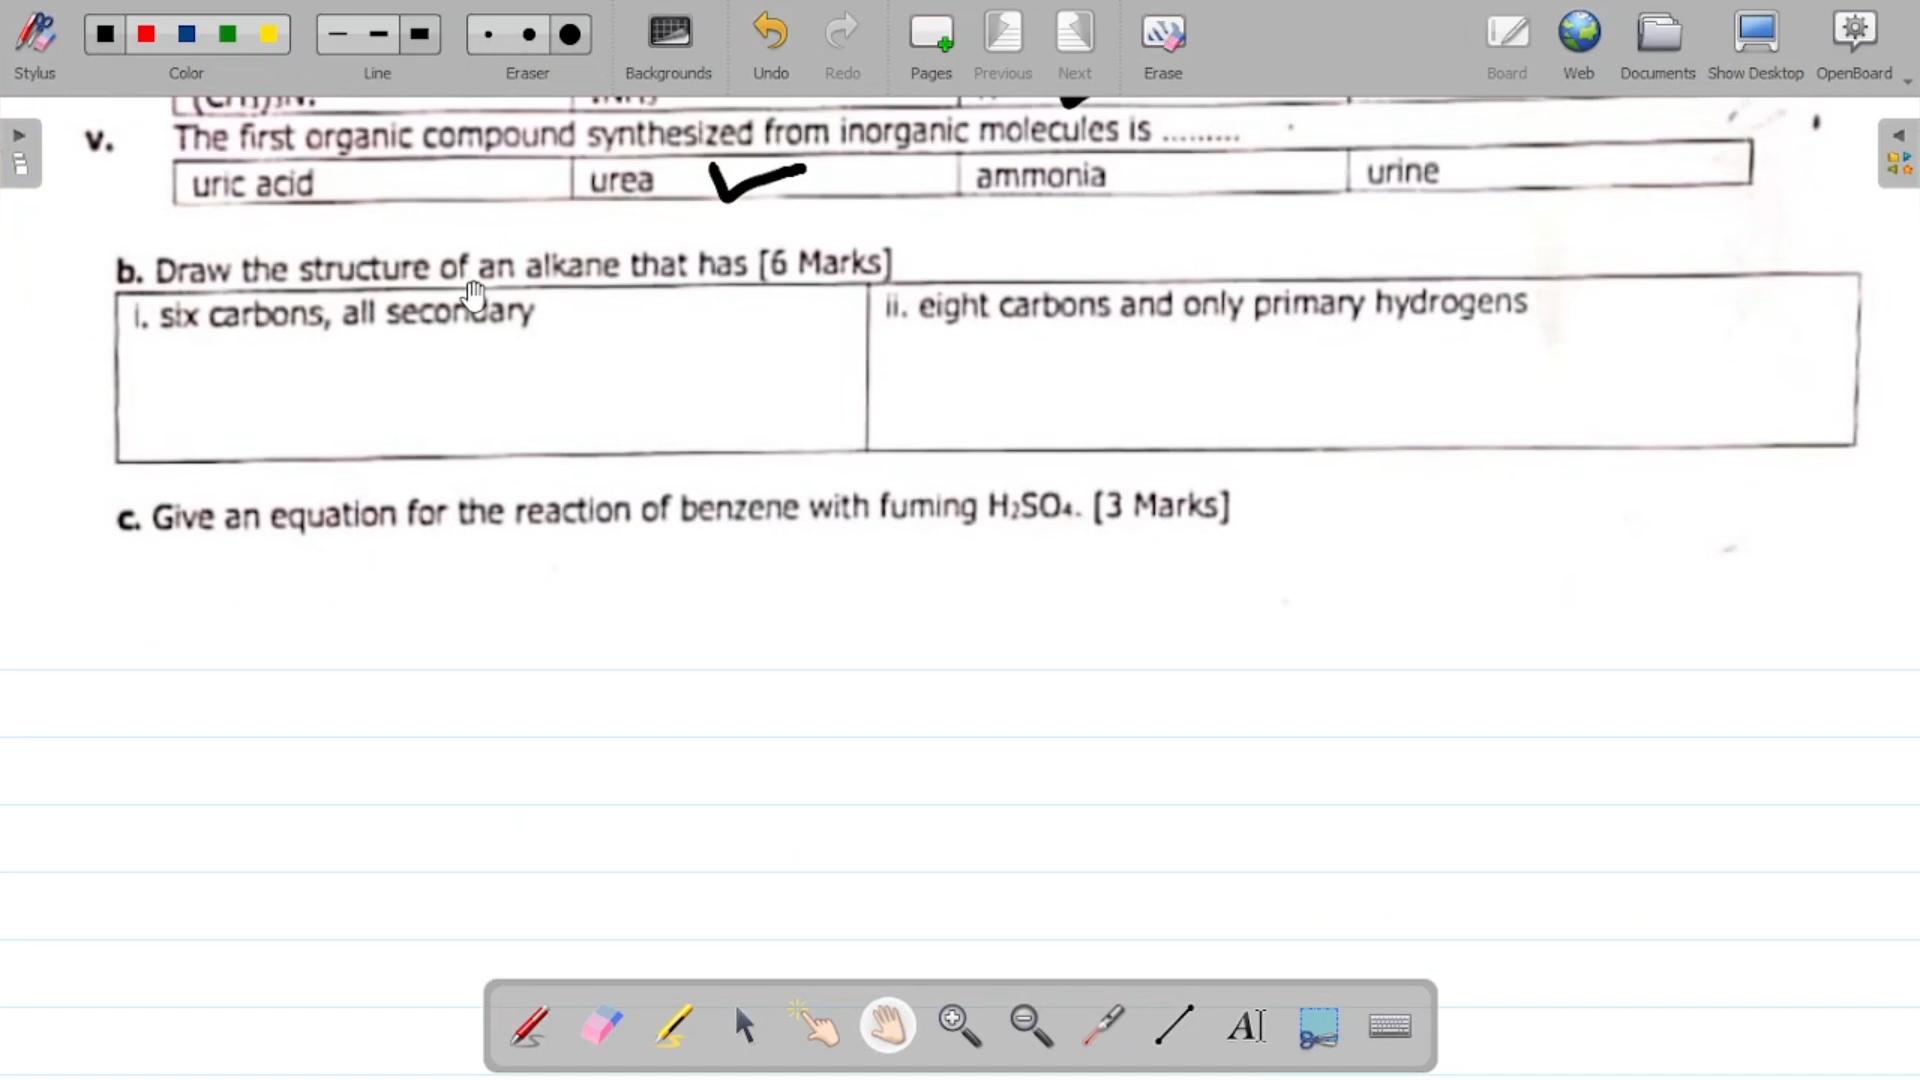 Stylus
Color
Line
Eraser
Backgrounds
Undo
Redo
Pages
Previous
Next
Erase
Board
Web
Documents
Show Desktop
OpenBoard
v. The first organic compound synthesized from inorganic molecules is .........
uric acid urea ammonia urine
b. Draw the structure of an alkane that has [6 Marks]
i. six carbons, all secondary
ii. eight carbons and only primary hydrogens
c. Give an equation for the reaction of benzene with fuming H₂SO₄. [3 Marks]